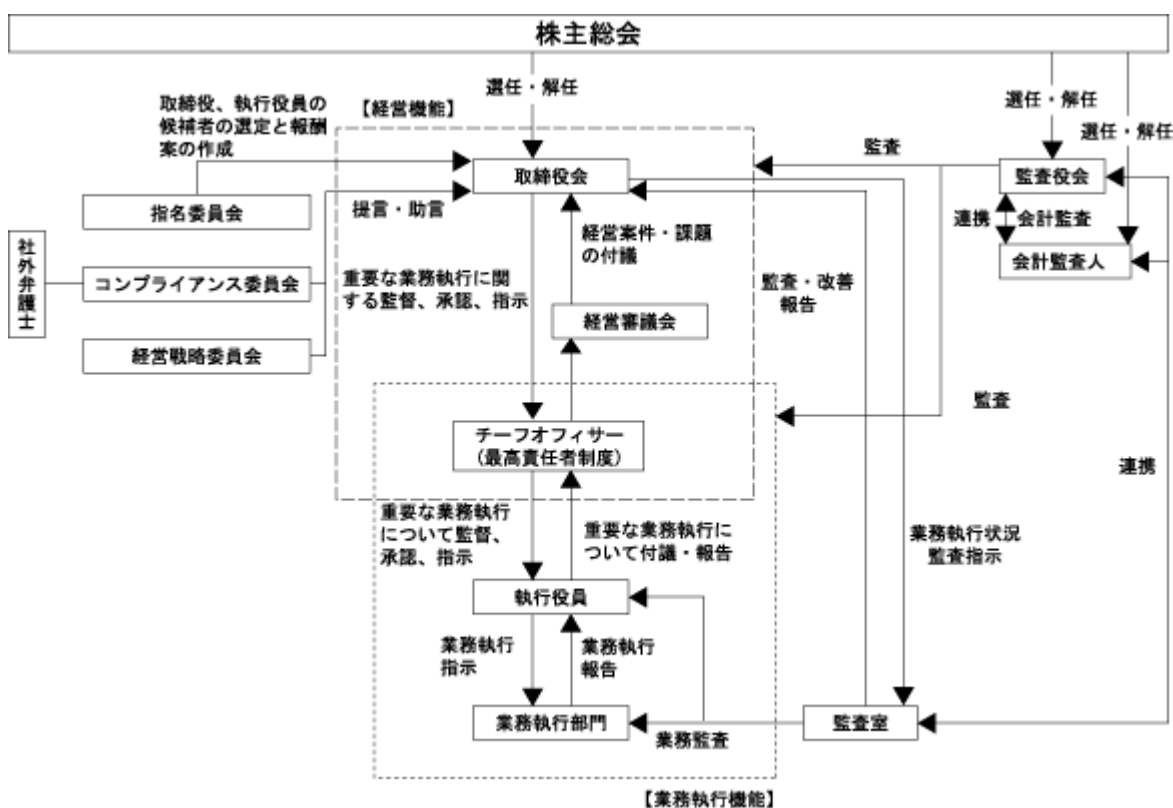 株主総会
選任・解任
選任・解任
選任・解任
【経営機能】
取締役、執行役員の
候補者の選定と報酬
案の作成
監査
取締役会
監査役会
指名委員会
提言・助言
連携
会計監査
経営案件・課題
の付議
会計監査人
社外弁護士
コンプライアンス委員会
重要な業務執行に関
する監督、承認、指示
監査・改善
報告
経営審議会
経営戦略委員会
監査
チーフオフィサー
(最高責任者制度)
連携
重要な業務執行
について監督、
承認、指示
重要な業務執行に
ついて付議・報告
業務執行状況
監査指示
執行役員
業務執行
指示
業務執行
報告
業務執行部門
業務監査
監査室
【業務執行機能】